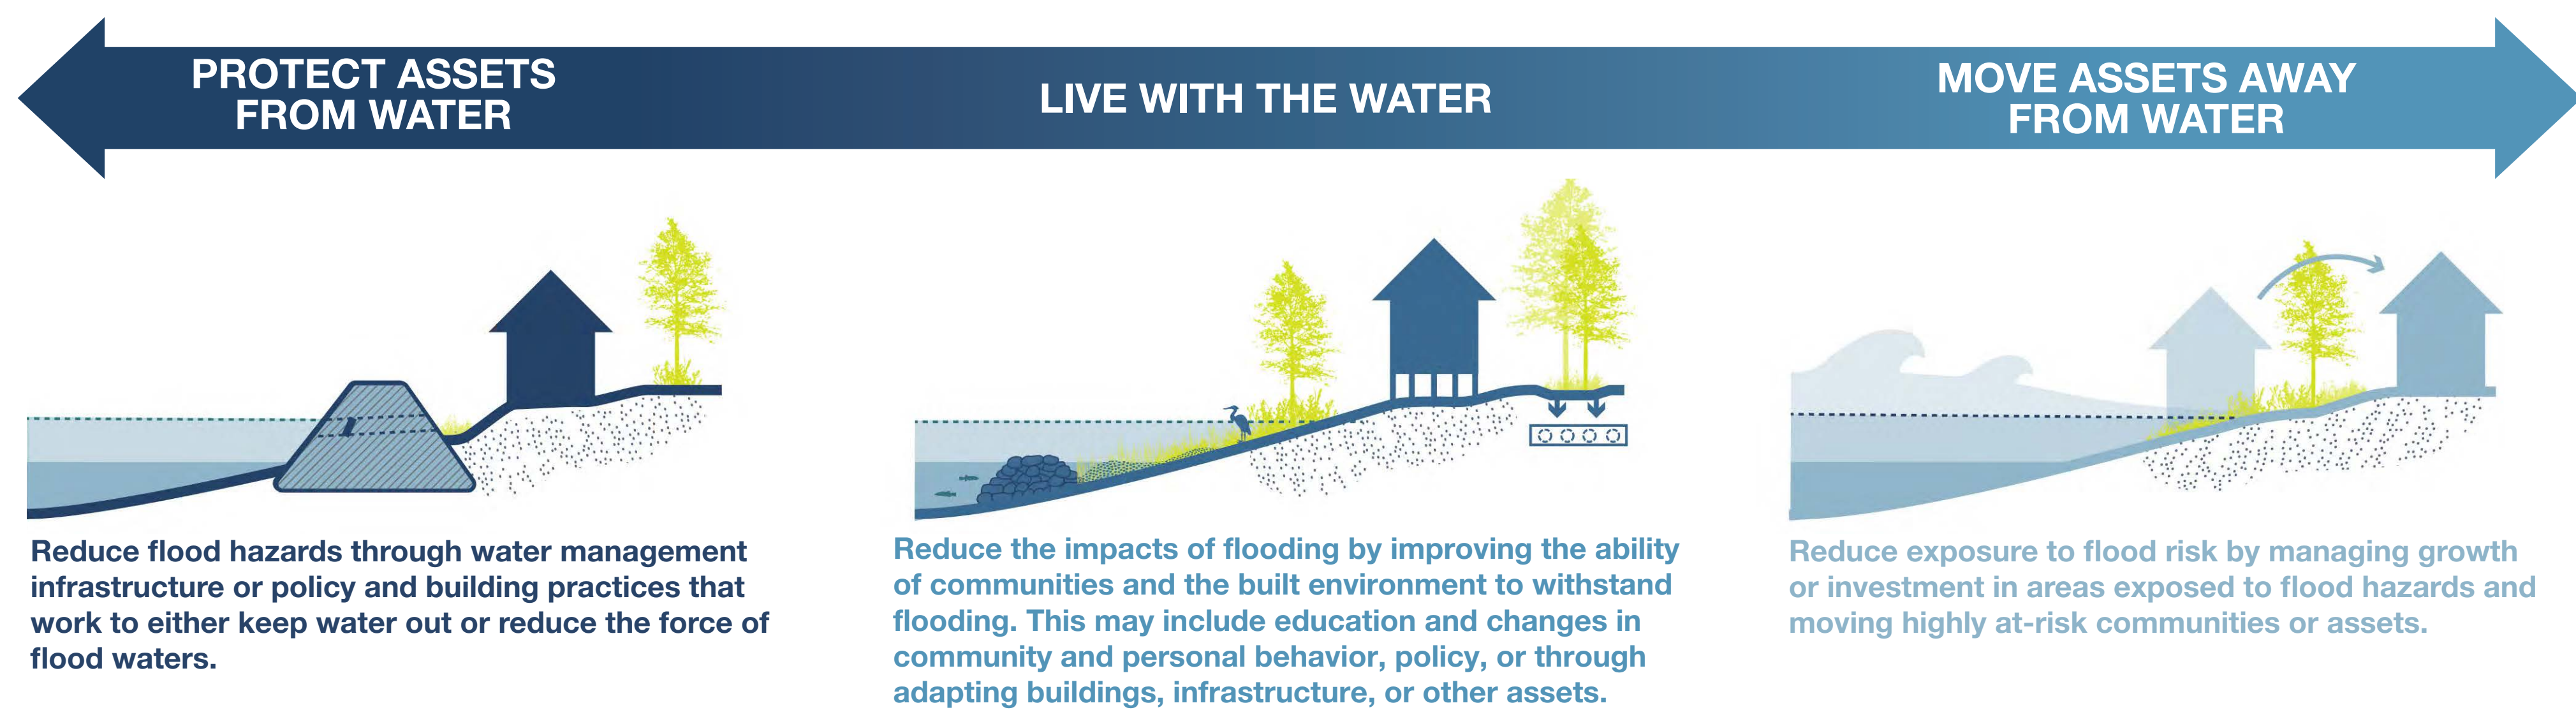 PROTECT ASSETS
FROM WATER
LIVE WITH THE WATER
MOVE ASSETS AWAY
FROM WATER
Reduce flood hazards through water management
infrastructure or policy and building practices that
work to either keep water out or reduce the force of
flood waters.
Reduce the impacts of flooding by improving the ability
of communities and the built environment to withstand
flooding. This may include education and changes in
community and personal behavior, policy, or through
adapting buildings, infrastructure, or other assets.
Reduce exposure to flood risk by managing growth
or investment in areas exposed to flood hazards and
moving highly at-risk communities or assets.